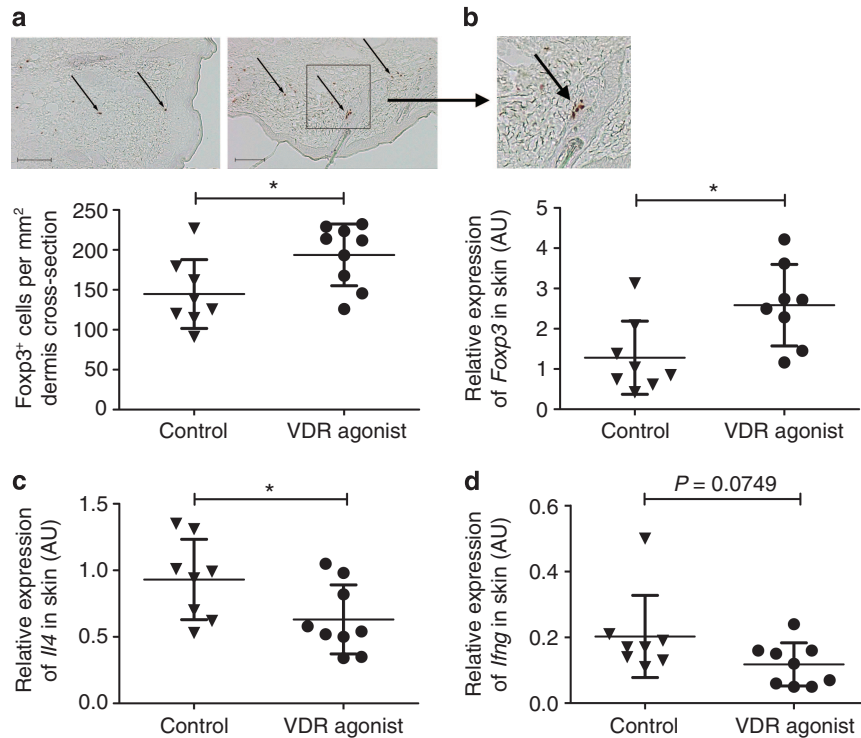 a
b
*
250
200
150
100
50
0
Foxp3⁺ cells per mm²
dermis cross-section
Control
VDR agonist
*
5
4
3
2
1
0
Relative expression
of Foxp3 in skin (AU)
Control
VDR agonist
c
*
1.5
1.0
0.5
0.0
Relative expression
of Il4 in skin (AU)
Control
VDR agonist
d
P = 0.0749
0.6
0.4
0.2
0.0
Relative expression
of Ifng in skin (AU)
Control
VDR agonist